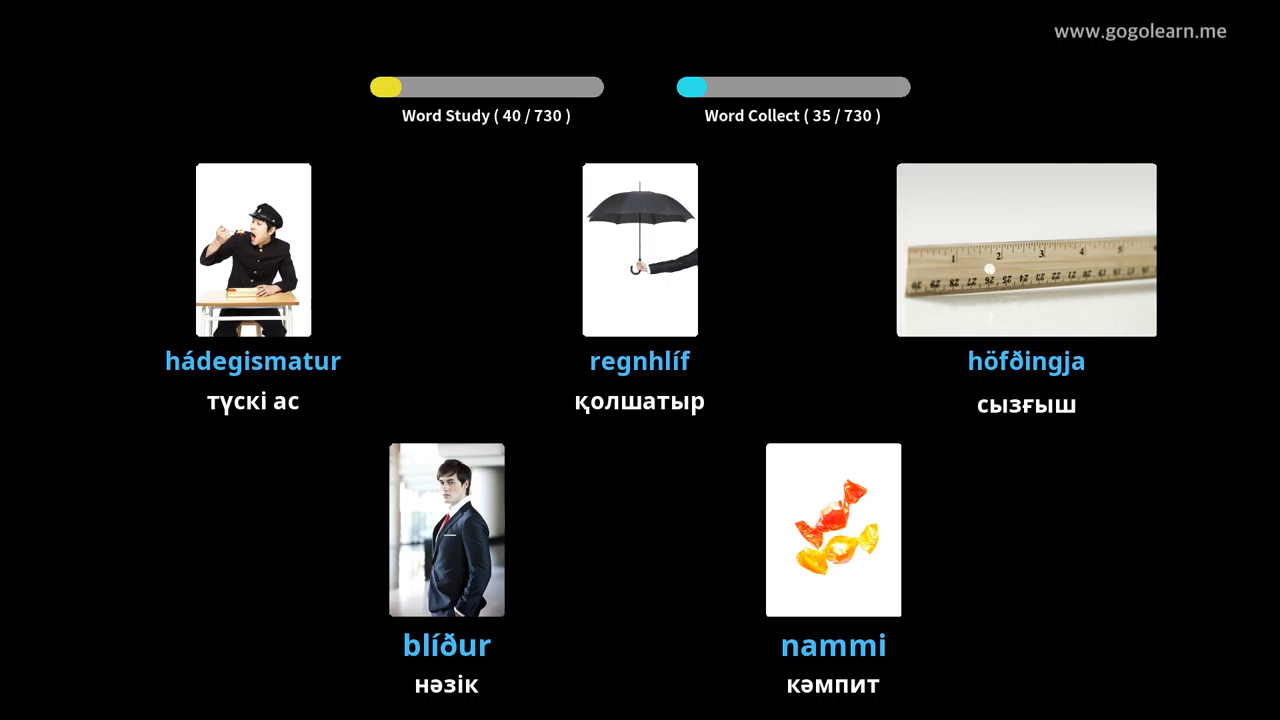 www.gogolearn.me
Word Study ( 40 / 730 )
Word Collect ( 35 / 730 )
hádegismatur
түскі ас
regnhlíf
қолшатыр
höfðingja
сызғыш
blíður
нәзік
nammi
кәмпит